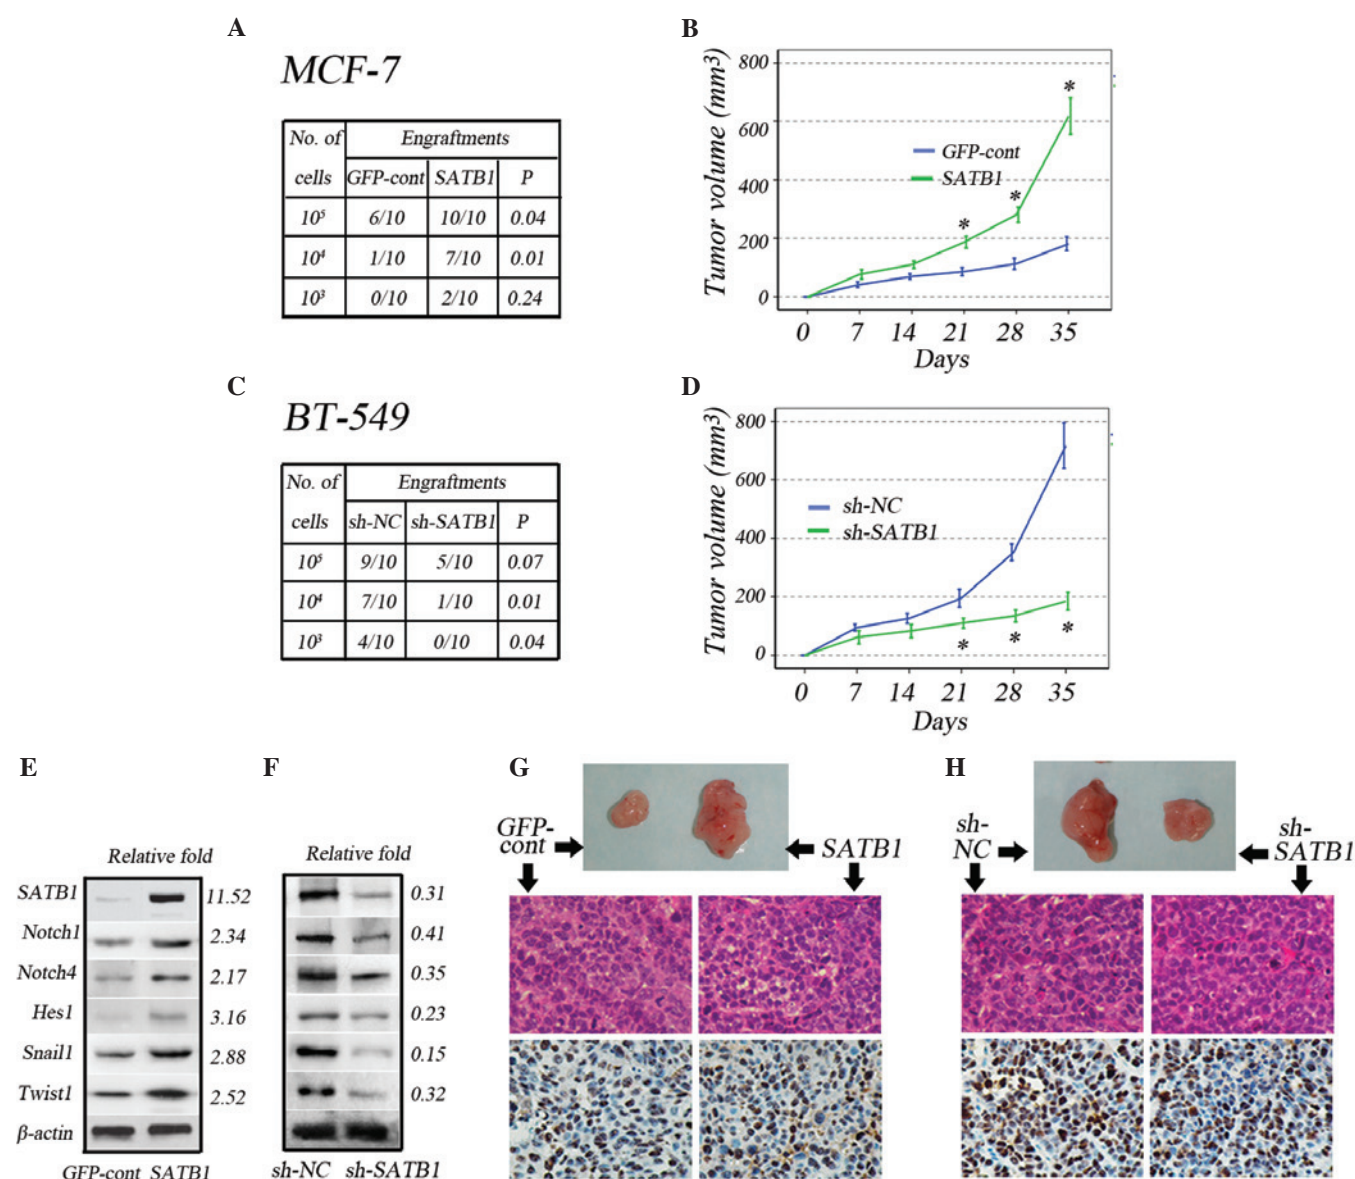 A
MCF-7
No. of cells Engraftments
GFP-cont SATB1 P
10⁵ 6/10 10/10 0.04
10⁴ 1/10 7/10 0.01
10³ 0/10 2/10 0.24
B
Tumor volume (mm3)
800
600
400
200
0
GFP-cont
SATB1
*
*
*
0 7 14 21 28 35
Days
C
BT-549
No. of cells Engraftments
sh-NC sh-SATB1 P
10⁵ 9/10 5/10 0.07
10⁴ 7/10 1/10 0.01
10³ 4/10 0/10 0.04
D
Tumor volume (mm3)
800
600
400
200
0
sh-NC
sh-SATB1
* * *
0 7 14 21 28 35
Days
E
Relative fold
SATB1 11.52
Notch1 2.34
Notch4 2.17
Hes1 3.16
Snail1 2.88
Twist1 2.52
β-actin
GFP-cont SATB1
F
Relative fold
0.31
0.41
0.35
0.23
0.15
0.32
sh-NC sh-SATB1
G
GFP-
cont
SATB1
H
sh-
NC
sh-
SATB1